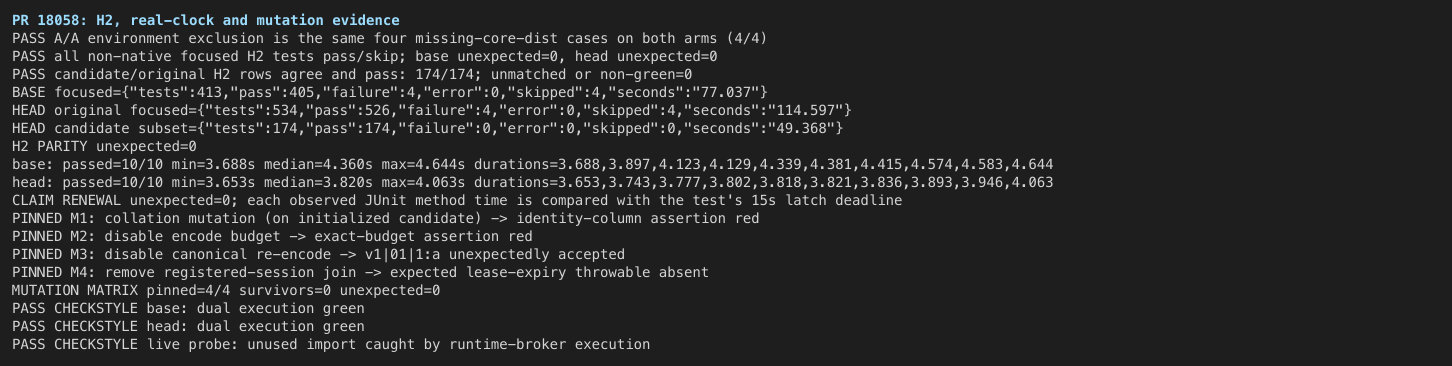 PR 18058: H2, real-clock and mutation evidence
PASS A/A environment exclusion is the same four missing-core-dist cases on both arms (4/4)
PASS all non-native focused H2 tests pass/skip; base unexpected=0, head unexpected=0
PASS candidate/original H2 rows agree and pass: 174/174; unmatched or non-green=0
BASE focused={"tests":413,"pass":405,"failure":4,"error":0,"skipped":4,"seconds":"77.037"}
HEAD original focused={"tests":534,"pass":526,"failure":4,"error":0,"skipped":4,"seconds":"114.597"}
HEAD candidate subset={"tests":174,"pass":174,"failure":0,"error":0,"skipped":0,"seconds":"49.368"}
H2 PARITY unexpected=0
base: passed=10/10 min=3.688s median=4.360s max=4.644s durations=3.688,3.897,4.123,4.129,4.339,4.381,4.415,4.574,4.583,4.644
head: passed=10/10 min=3.653s median=3.820s max=4.063s durations=3.653,3.743,3.777,3.802,3.818,3.821,3.836,3.893,3.946,4.063
CLAIM RENEWAL unexpected=0; each observed JUnit method time is compared with the test's 15s latch deadline
PINNED M1: collation mutation (on initialized candidate) -> identity-column assertion red
PINNED M2: disable encode budget -> exact-budget assertion red
PINNED M3: disable canonical re-encode -> v1|01|1:a unexpectedly accepted
PINNED M4: remove registered-session join -> expected lease-expiry throwable absent
MUTATION MATRIX pinned=4/4 survivors=0 unexpected=0
PASS CHECKSTYLE base: dual execution green
PASS CHECKSTYLE head: dual execution green
PASS CHECKSTYLE live probe: unused import caught by runtime-broker execution